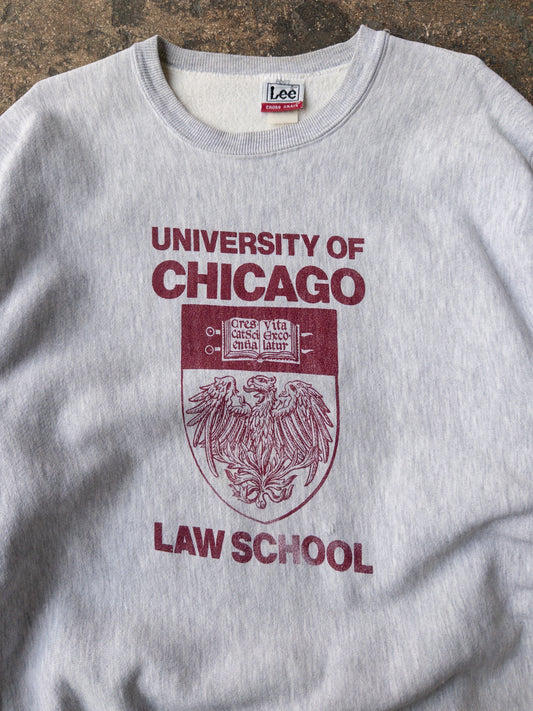 Lee
CROSS GRAIN
UNIVERSITY OF
CHICAGO
Cres Vita
catSci Exco-
entia latur
LAW SCHOOL